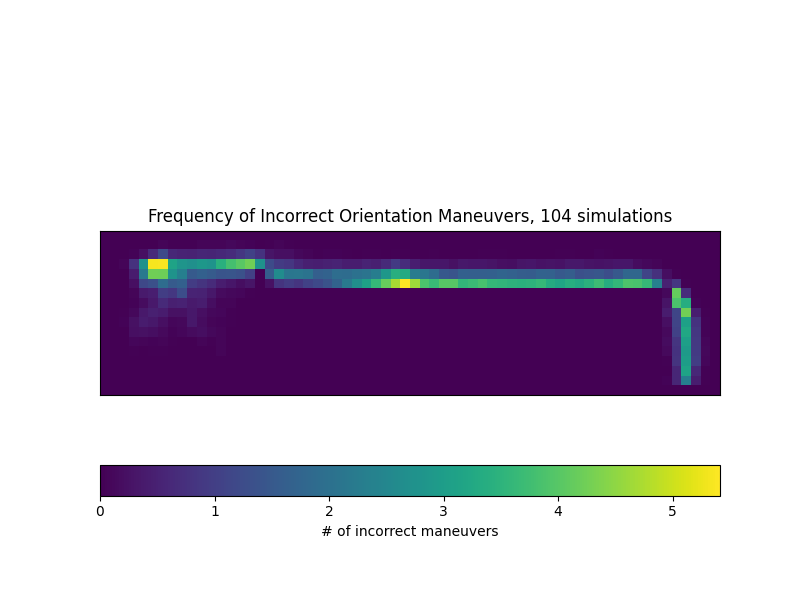 Frequency of Incorrect Orientation Maneuvers, 104 simulations
0 1 2 3 4 5
# of incorrect maneuvers